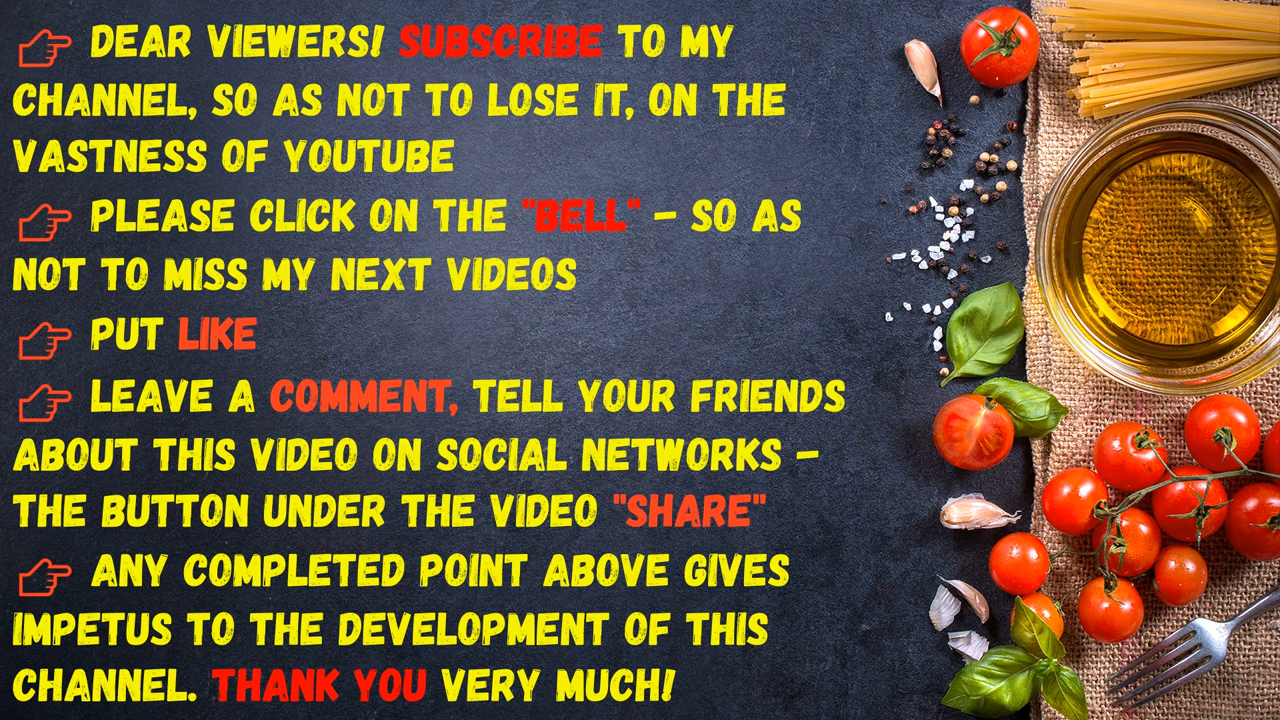 DEAR VIEWERS! SUBSCRIBE TO MY
CHANNEL, SO AS NOT TO LOSE IT, ON THE
VASTNESS OF YOUTUBE
PLEASE CLICK ON THE "BELL" - SO AS
NOT TO MISS MY NEXT VIDEOS
PUT LIKE
LEAVE A COMMENT, TELL YOUR FRIENDS
ABOUT THIS VIDEO ON SOCIAL NETWORKS -
THE BUTTON UNDER THE VIDEO "SHARE"
ANY COMPLETED POINT ABOVE GIVES
IMPETUS TO THE DEVELOPMENT OF THIS
CHANNEL. THANK YOU VERY MUCH!